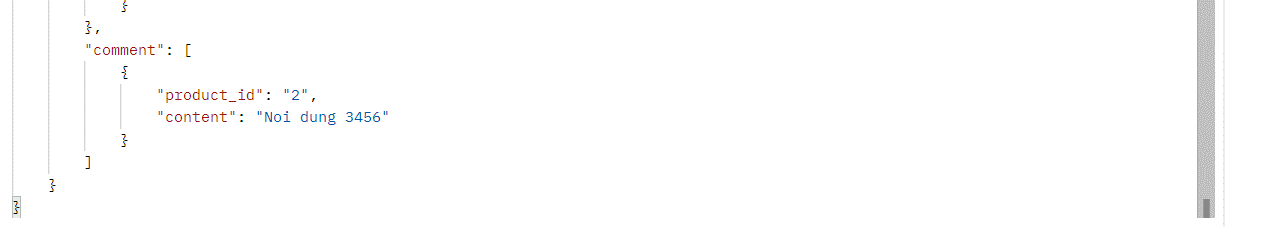 }
},
"comment": [
{
"product_id": "2",
"content": "Noi dung 3456"
}
]
}
}